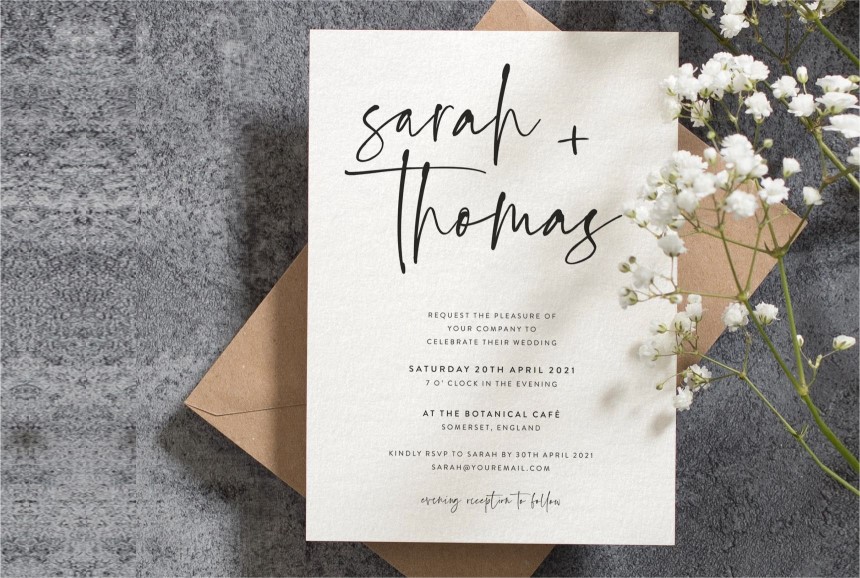 sarah +
thomas
REQUEST THE PLEASURE OF
YOUR COMPANY TO
CELEBRATE THEIR WEDDING
SATURDAY 20TH APRIL 2021
7 O' CLOCK IN THE EVENING
AT THE BOTANICAL CAFÉ
SOMERSET, ENGLAND
KINDLY RSVP TO SARAH BY 30TH APRIL 2021
SARAH@YOUREMAIL.COM
evening reception to follow